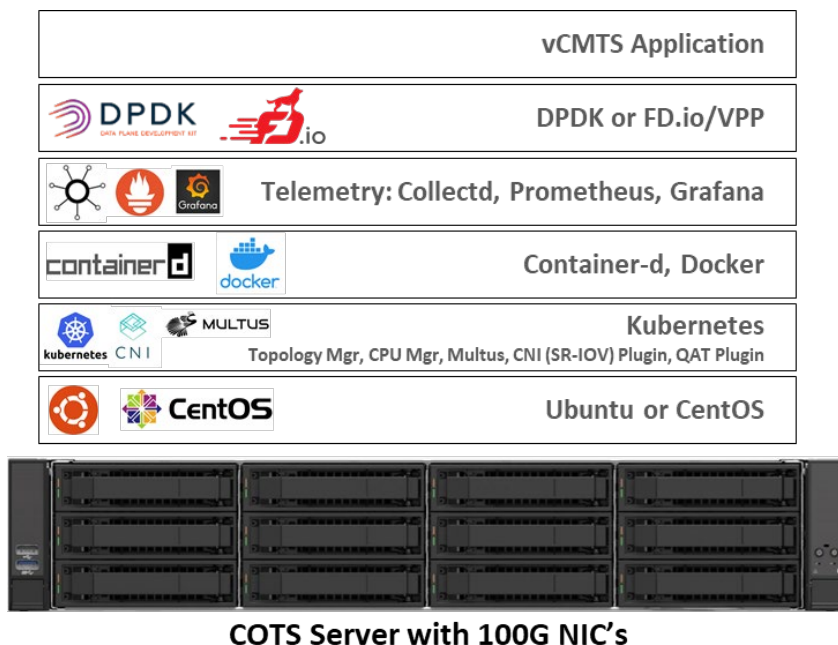 vCMTS Application
DPDK
DATA PLANE DEVELOPMENT KIT
.io
DPDK or FD.io/VPP
Grafana
Telemetry: Collectd, Prometheus, Grafana
container d
docker
Container-d, Docker
kubernetes
CNI
MULTUS
Kubernetes
Topology Mgr, CPU Mgr, Multus, CNI (SR-IOV) Plugin, QAT Plugin
CentOS
Ubuntu or CentOS
COTS Server with 100G NIC's